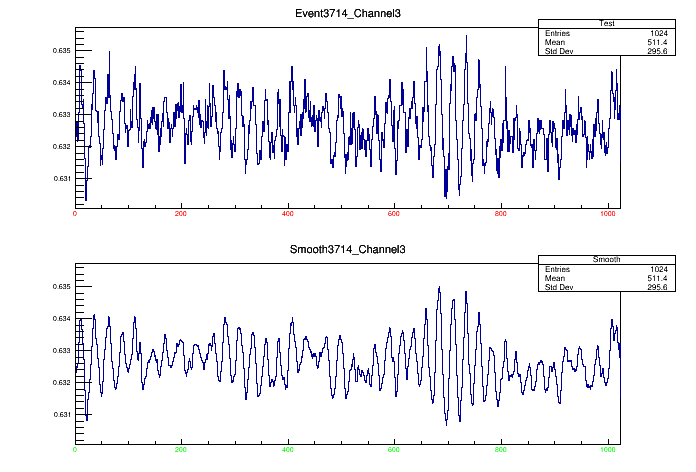 Event3714_Channel3
Test
Entries 1024
Mean 511.4
Std Dev 295.6
0.635
0.634
0.633
0.632
0.631
0 200 400 600 800 1000
Smooth3714_Channel3
Smooth
Entries 1024
Mean 511.4
Std Dev 295.6
0.635
0.634
0.633
0.632
0.631
0 200 400 600 800 1000